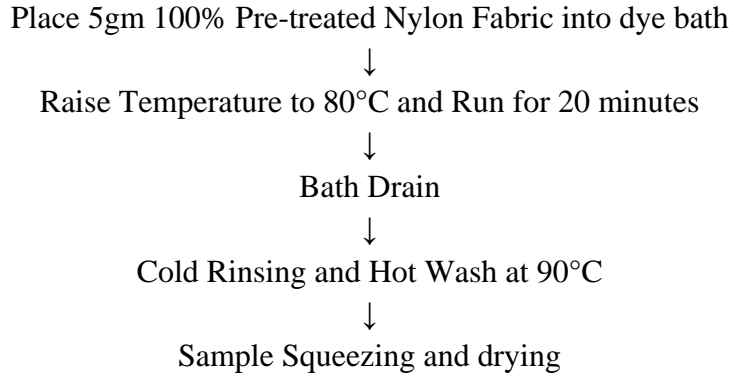 Place 5gm 100% Pre-treated Nylon Fabric into dye bath
↓
Raise Temperature to 80°C and Run for 20 minutes
↓
Bath Drain
↓
Cold Rinsing and Hot Wash at 90°C
↓
Sample Squeezing and drying